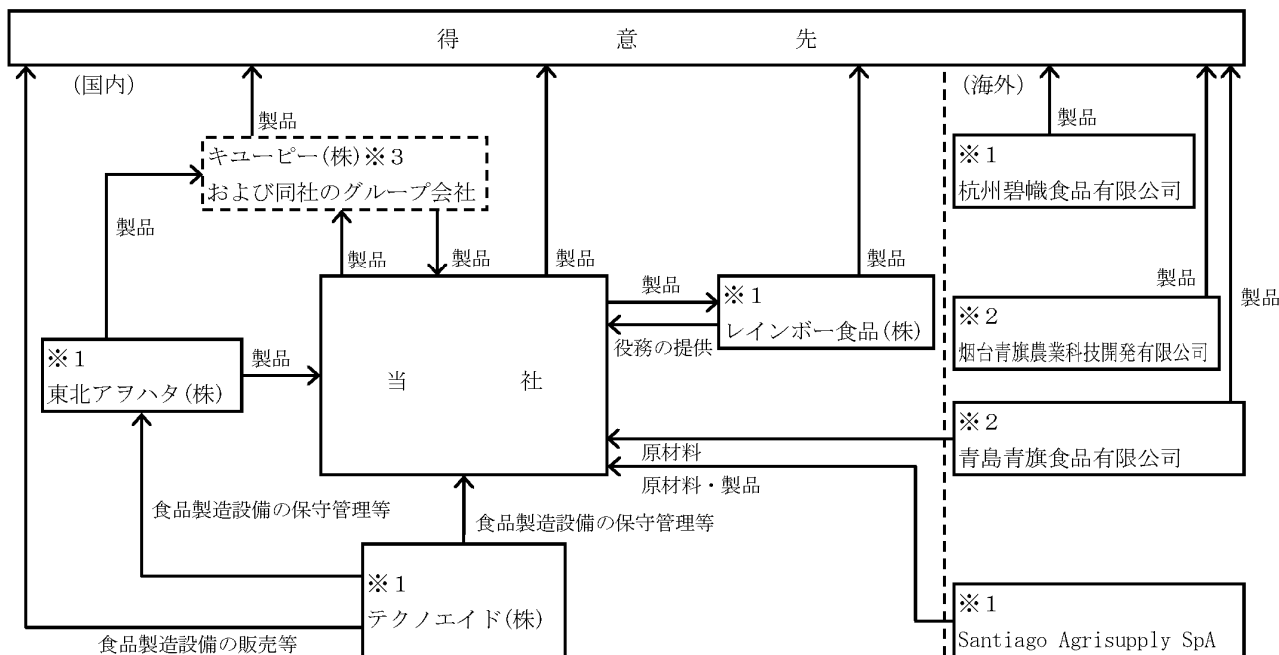 得意先
(国内)
(海外)
製品
製品
キユーピー(株)※3
および同社のグループ会社
※1
杭州碧幟食品有限公司
製品
製品
製品
製品
製品
製品
製品
製品
※1
レインボー食品(株)
役務の提供
※2
烟台青旗農業科技開発有限公司
※1
東北アヲハタ(株)
製品
当社
※2
青島青旗食品有限公司
原材料
原材料・製品
食品製造設備の保守管理等
食品製造設備の保守管理等
※1
テクノエイド(株)
食品製造設備の販売等
※1
Santiago Agrisupply SpA